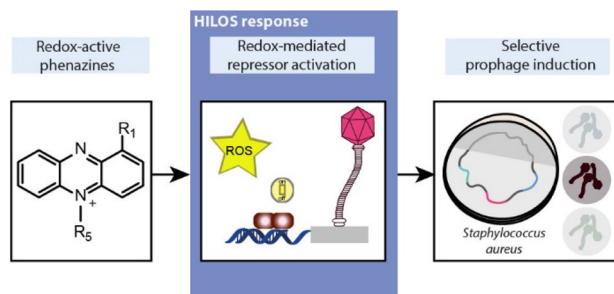 HILOS response
Redox-active
phenazines
Redox-mediated
repressor activation
Selective
prophage induction
N
R1
N
+
R5
ROS
Staphylococcus
aureus